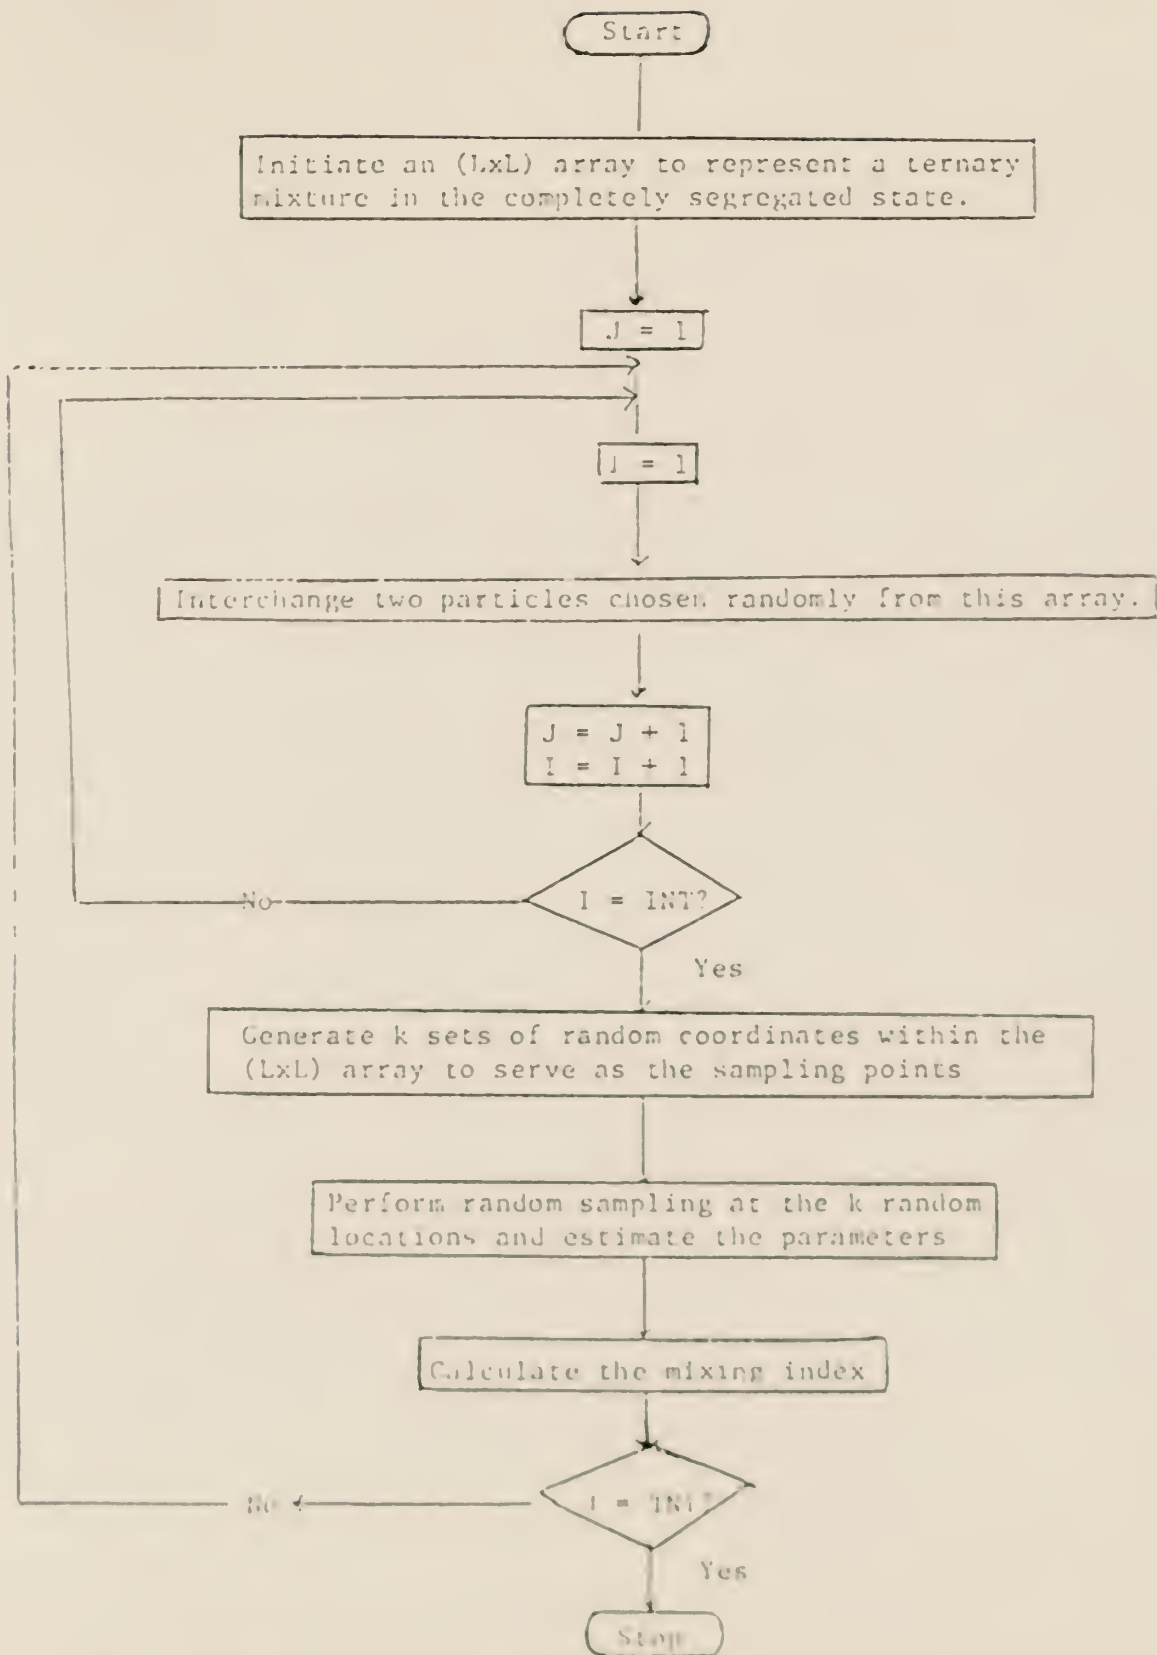 Start
Initiate an (LxL) array to represent a ternary
mixture in the completely segregated state.
J = 1
I = 1
Interchange two particles chosen randomly from this array.
J = J + 1
I = I + 1
I = INT?
No
Yes
Generate k sets of random coordinates within the
(LxL) array to serve as the sampling points
Perform random sampling at the k random
locations and estimate the parameters
Calculate the mixing index
No
Yes
Stop